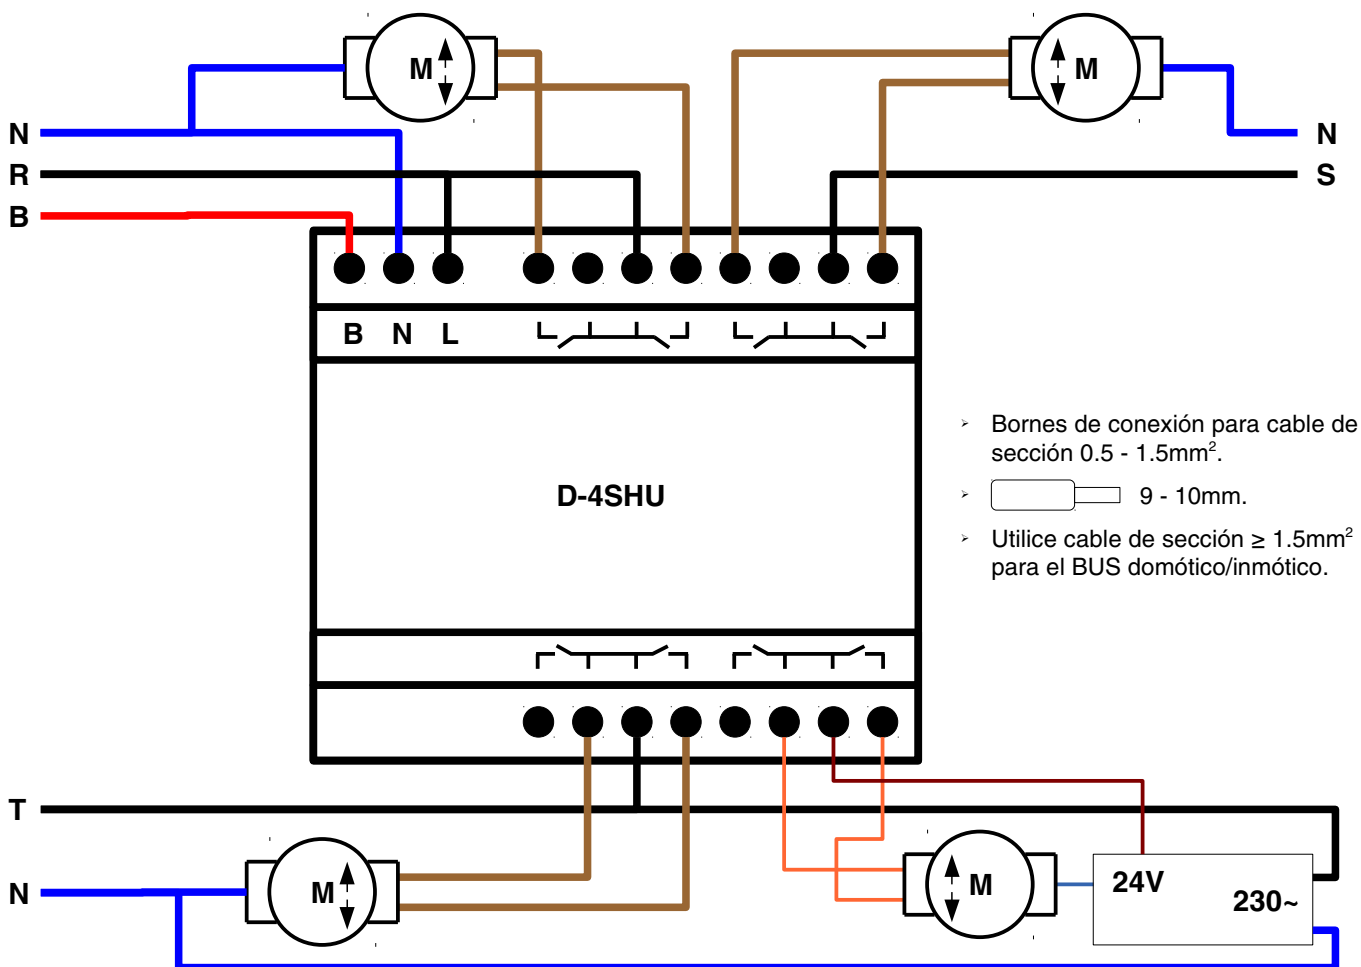 M
M
N
N
R
S
B
B N L
Bornes de conexión para cable de
sección 0.5 - 1.5mm².
D-4SHU
9 - 10mm.
Utilice cable de sección ≥ 1.5mm²
para el BUS domótico/inmótico.
T
M
M
24V
230~
N